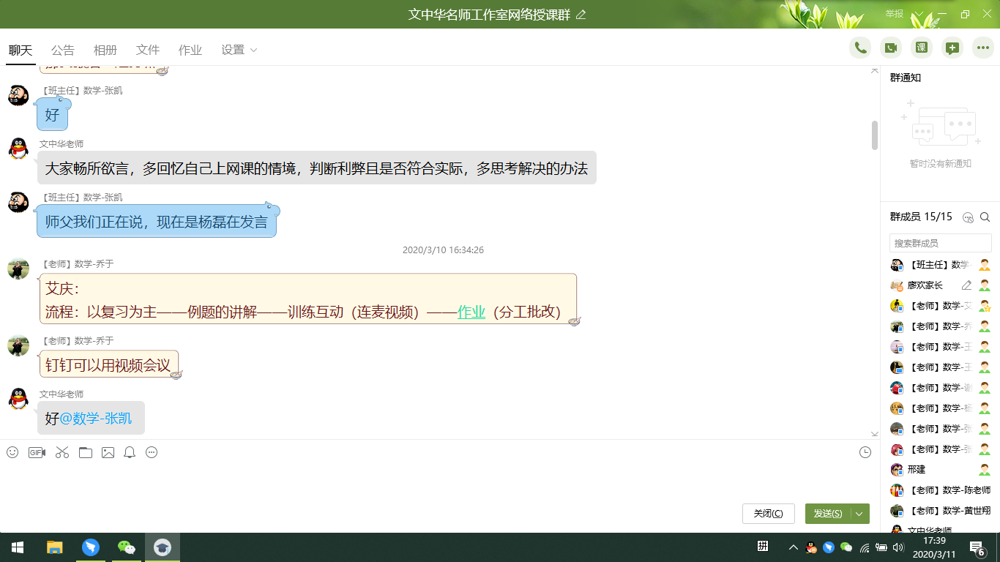 文中华名师工作室网络授课群
举报
聊天
公告
相册
文件
作业
设置
课
【班主任】数学-张凯
好
文中华老师
大家畅所欲言，多回忆自己上网课的情境，判断利弊且是否符合实际，多思考解决的办法
【班主任】数学-张凯
师父我们正在说，现在是杨磊在发言
2020/3/10 16:34:26
【老师】数学-乔于
艾庆：
流程：以复习为主——例题的讲解——训练互动（连麦视频）——作业（分工批改）
【老师】数学-乔于
钉钉可以用视频会议
文中华老师
好@数学-张凯
GIF
关闭(C)
发送(S)
群通知
暂时没有新通知
群成员 15/15
搜索群成员
【班主任】数学-
廖欢家长
【老师】数学-艾
【老师】数学-乔
【老师】数学-王
【老师】数学-王
【老师】数学-谢
【老师】数学-杨
【老师】数学-张
【老师】数学-张
邢建
【老师】数学-陈老师
【老师】数学-黄世翔
文中华老师
拼
17:39
2020/3/11
6